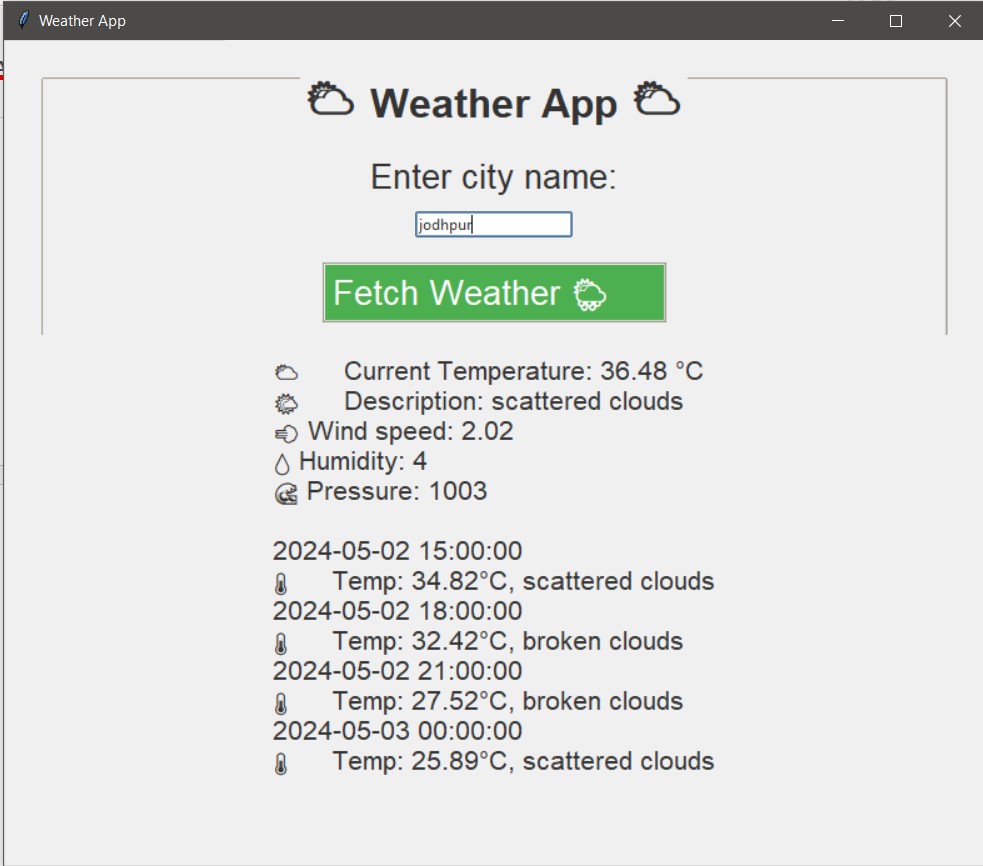 Weather App
Weather App
Enter city name:
jodhpur
Fetch Weather
Current Temperature: 36.48 °C
Description: scattered clouds
Wind speed: 2.02
Humidity: 4
Pressure: 1003
2024-05-02 15:00:00
Temp: 34.82°C, scattered clouds
2024-05-02 18:00:00
Temp: 32.42°C, broken clouds
2024-05-02 21:00:00
Temp: 27.52°C, broken clouds
2024-05-03 00:00:00
Temp: 25.89°C, scattered clouds